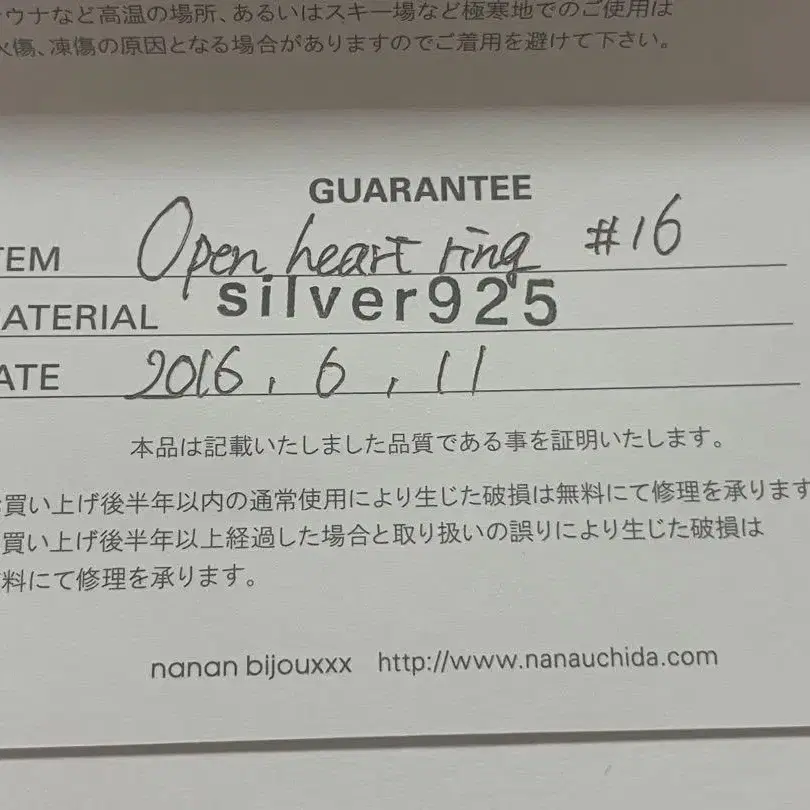 ウナなど高温の場所、あるいはスキー場など極寒地でのご使用は
火傷、凍傷の原因となる場合がありますのでご着用を避けて下さい。
GUARANTEE
TEM Open heart ring #16
ATERIAL silver925
ATE 2016.6.11
本品は記載いたしました品質である事を証明いたします。
買い上げ後半年以内の通常使用により生じた破損は無料にて修理を承ります
買い上げ後半年以上経過した場合と取り扱いの誤りにより生じた破損は
料にて修理を承ります。
nanan bijouxxx http://www.nanauchida.com